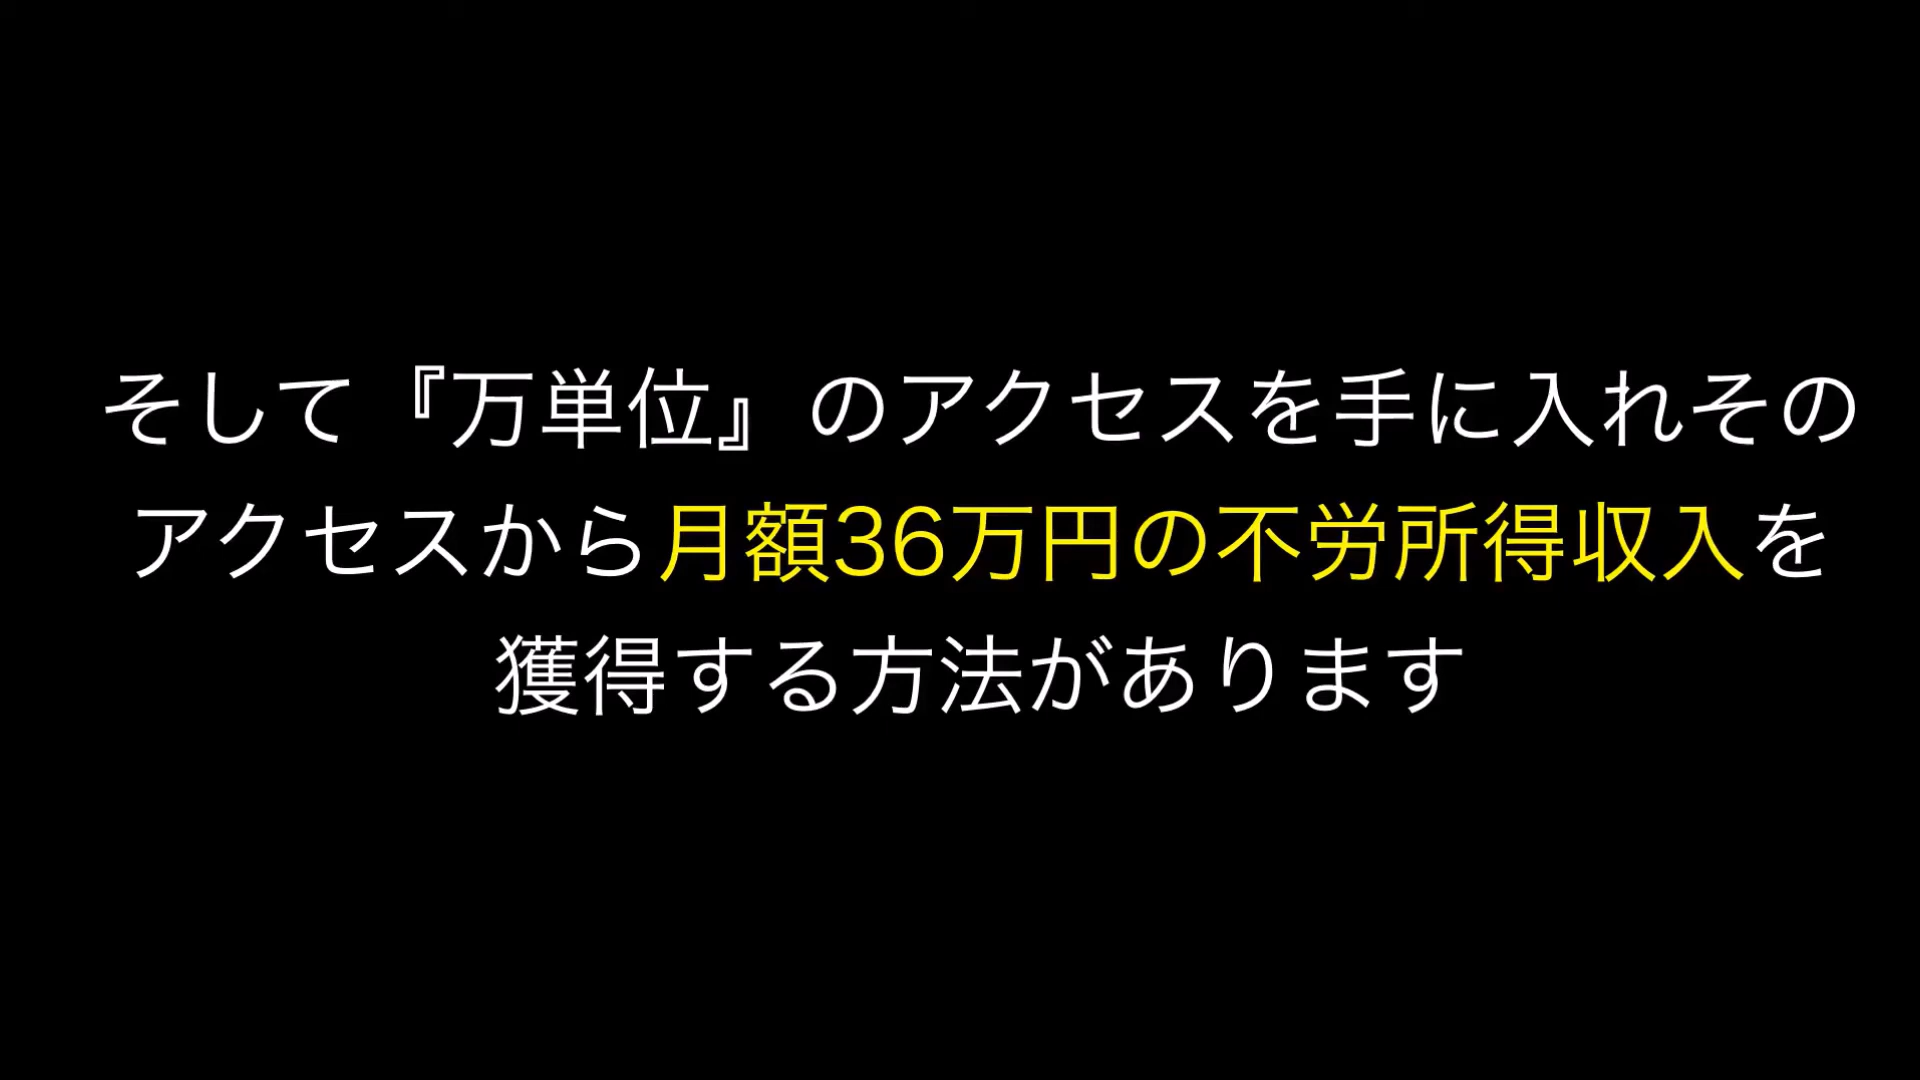 そして『万単位』のアクセスを手に入れその
アクセスから月額36万円の不労所得収入を
獲得する方法があります